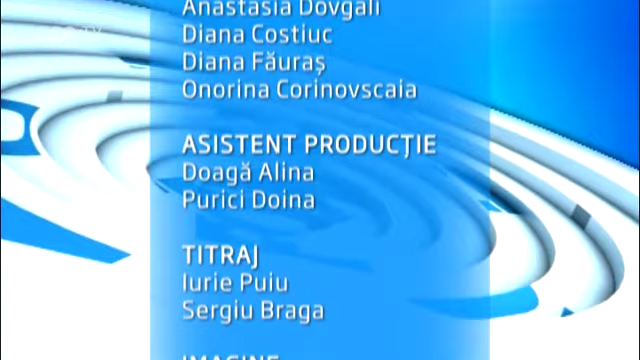 Anastasia Dovgali
Diana Costiuc
Diana Făuraș
Onorina Corinovscaia
ASISTENT PRODUCȚIE
Doagă Alina
Purici Doina
TITRAJ
Iurie Puiu
Sergiu Braga
IMAGINE